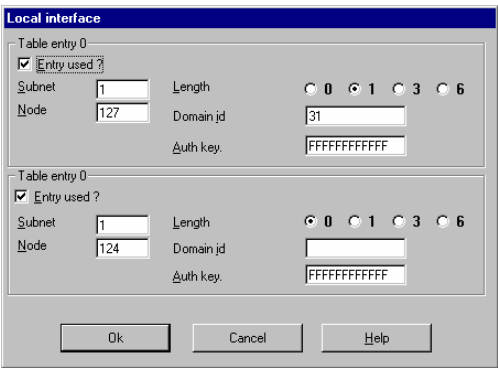 Local interface
Table entry 0
Entry used ?
Subnet 1 Length 0 1 3 6
Node 127 Domain id 31
Auth key. FFFFFFFFFFFF
Table entry 0
Entry used ?
Subnet 1 Length 0 1 3 6
Node 124 Domain id
Auth key. FFFFFFFFFFFF
Ok Cancel Help